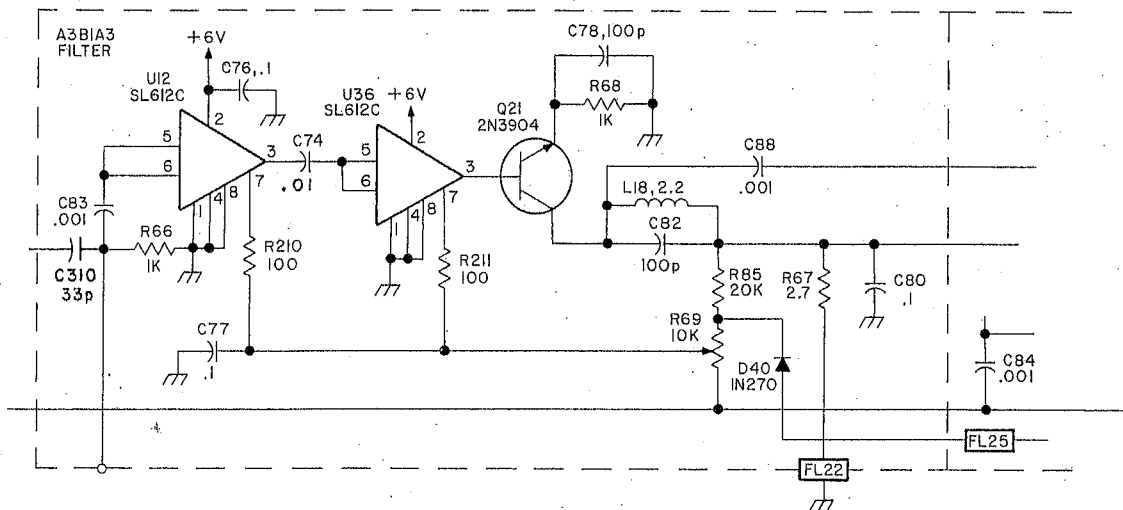 A3B1A3
FILTER
+6V
C76,.1
U12
SL612C
5
6
2
3
7
1
4
8
C83
.001
C310
33p
R66
1K
R210
100
C74
.01
U36
SL612C
+6V
5
6
2
3
7
1
4
8
R211
100
C77
.1
Q21
2N3904
C78,100p
R68
1K
C88
.001
L18,2.2
C82
100p
R85
20K
R67
2.7
C80
.1
R69
10K
D40
1N270
C84
.001
FL25
FL22